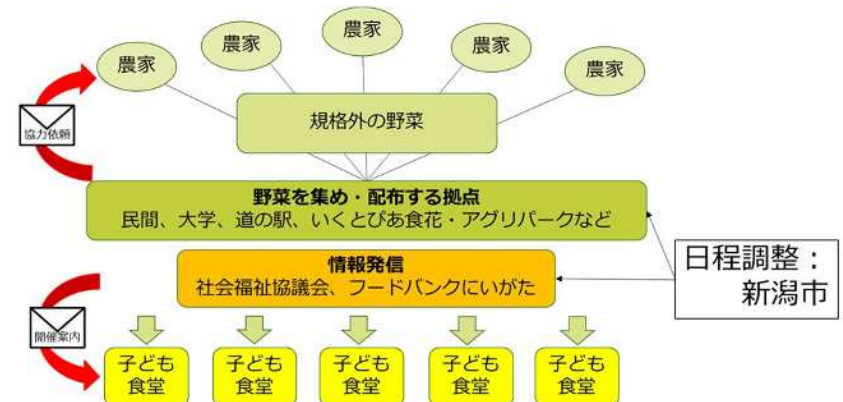 農家
農家
農家
農家
農家
規格外の野菜
協力依頼
野菜を集め・配布する拠点
民間、大学、道の駅、いくとぴあ食花・アグリパークなど
情報発信
社会福祉協議会、フードバンクにいがた
日程調整：
新潟市
開催案内
子ども
食堂
子ども
食堂
子ども
食堂
子ども
食堂
子ども
食堂